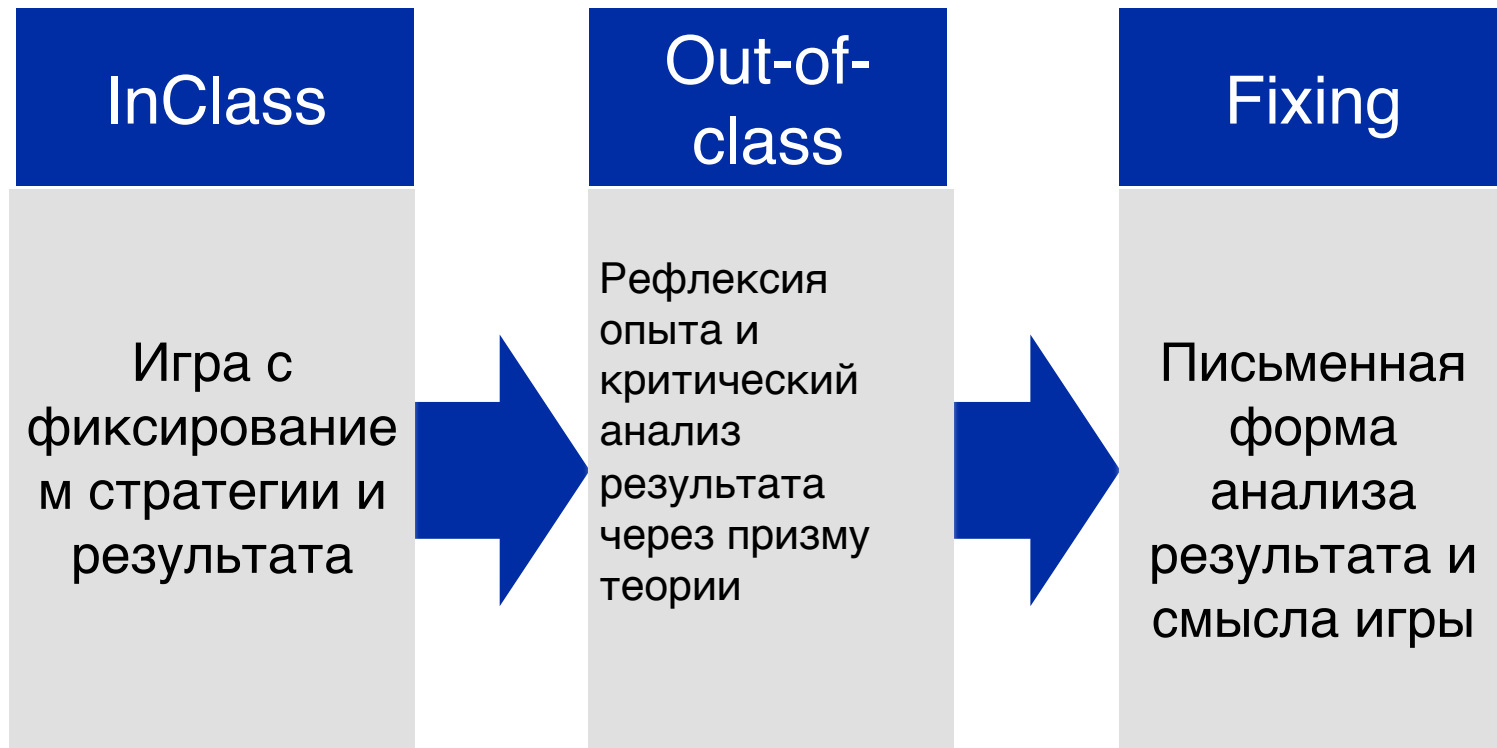 InClass
Игра с
фиксирование
м стратегии и
результата
Out-of-
class
Рефлексия
опыта и
критический
анализ
результата
через призму
теории
Fixing
Письменная
форма
анализа
результата и
смысла игры